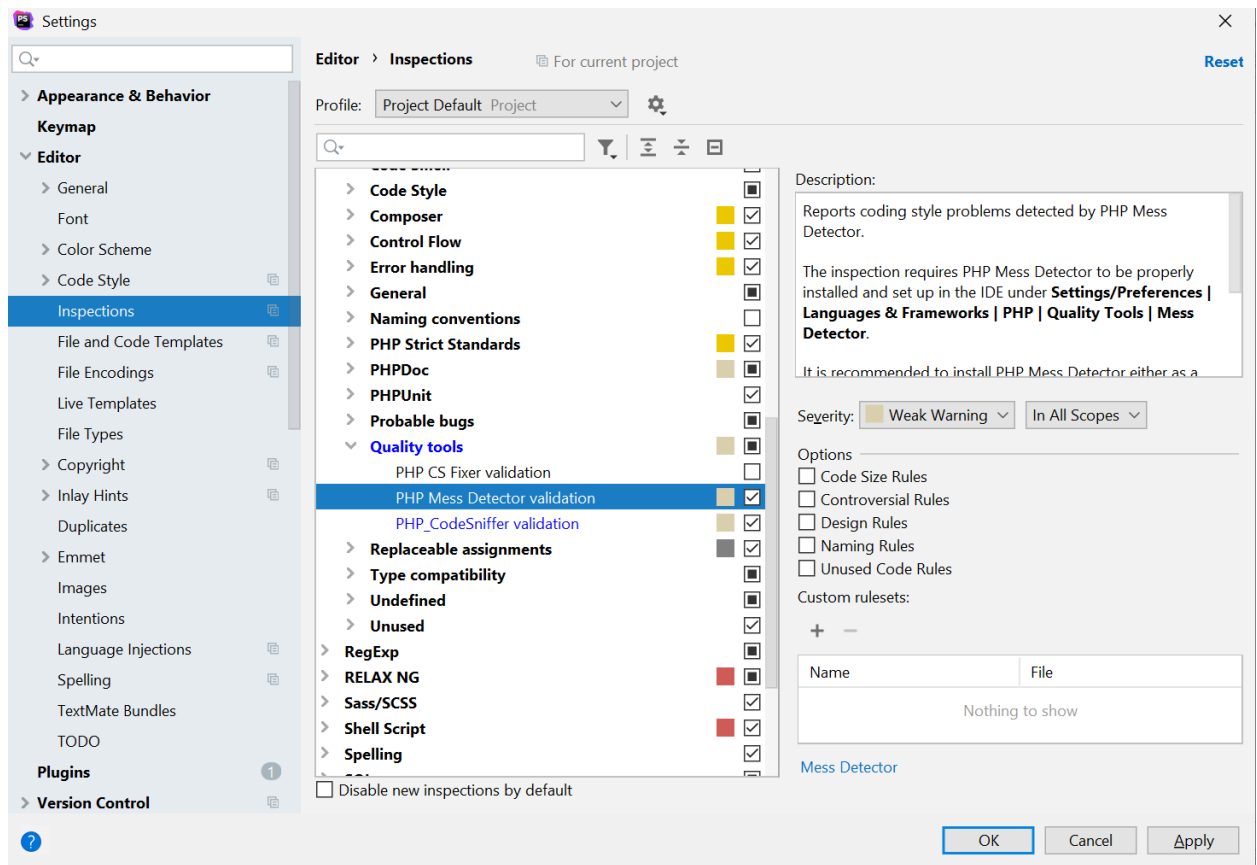 PS Settings
Editor › Inspections For current project Reset
Appearance & Behavior
Keymap
Editor
General
Font
Color Scheme
Code Style
Inspections
File and Code Templates
File Encodings
Live Templates
File Types
Copyright
Inlay Hints
Duplicates
Emmet
Images
Intentions
Language Injections
Spelling
TextMate Bundles
TODO
Plugins 1
Version Control
Profile: Project Default Project
Code Style
Composer
Control Flow
Error handling
General
Naming conventions
PHP Strict Standards
PHPDoc
PHPUnit
Probable bugs
Quality tools
PHP CS Fixer validation
PHP Mess Detector validation
PHP_CodeSniffer validation
Replaceable assignments
Type compatibility
Undefined
Unused
RegExp
RELAX NG
Sass/SCSS
Shell Script
Spelling
Disable new inspections by default
Description:
Reports coding style problems detected by PHP Mess
Detector.
The inspection requires PHP Mess Detector to be properly
installed and set up in the IDE under Settings/Preferences |
Languages & Frameworks | PHP | Quality Tools | Mess
Detector.
It is recommended to install PHP Mess Detector either as a
Severity: Weak Warning In All Scopes
Options
Code Size Rules
Controversial Rules
Design Rules
Naming Rules
Unused Code Rules
Custom rulesets:
Name File
Nothing to show
Mess Detector
? OK Cancel Apply